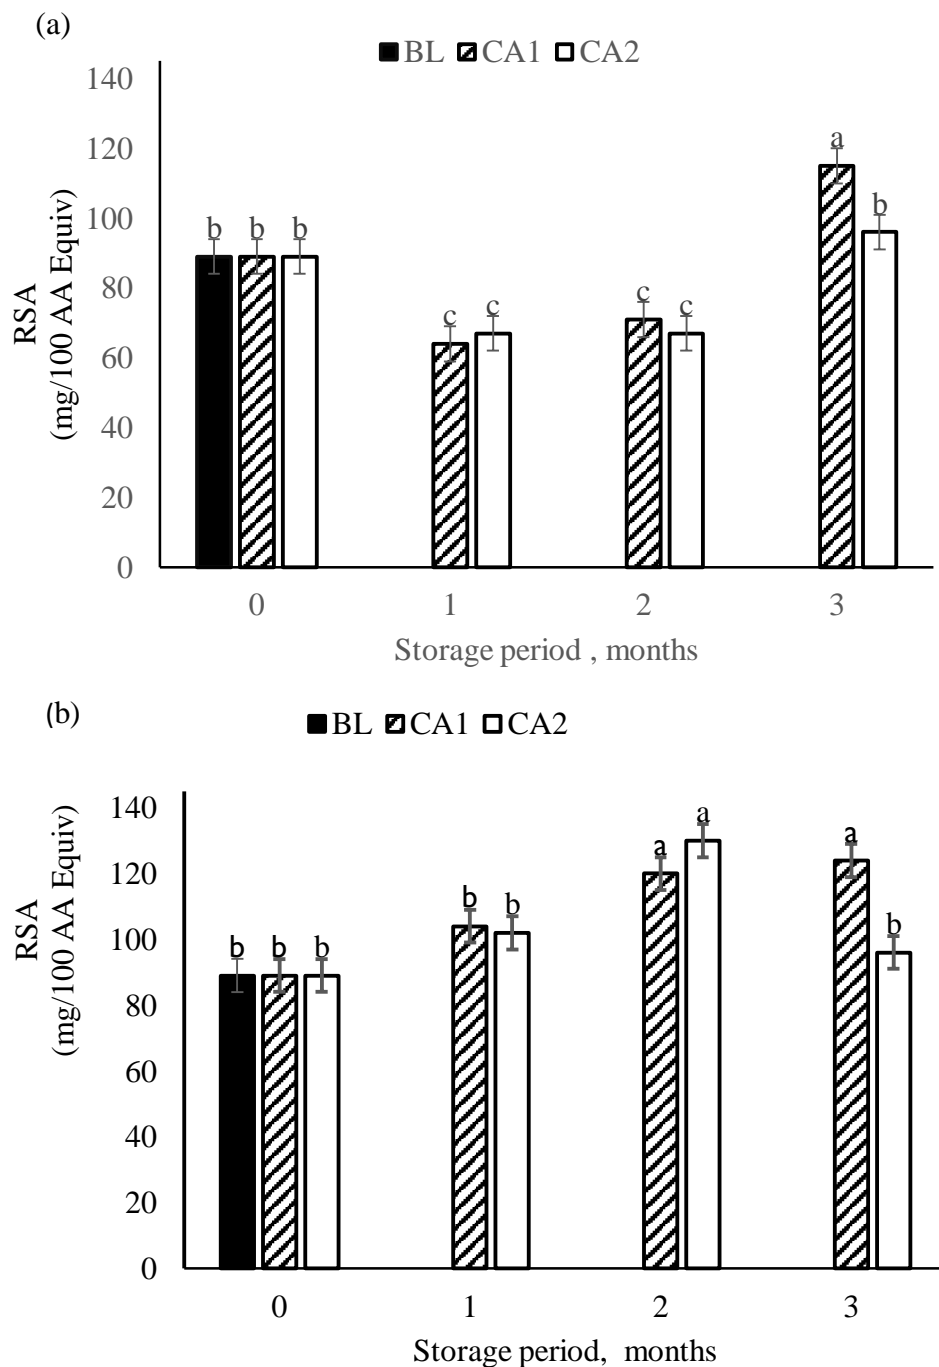 (a)
BL CA1 CA2
RSA
(mg/100 AA Equiv)
140
120
100
80
60
40
20
0
b b b
c c
c c
a b
0 1 2 3
Storage period , months
(b)
BL CA1 CA2
RSA
(mg/100 AA Equiv)
140
120
100
80
60
40
20
0
b b b
b b
a a
a b
0 1 2 3
Storage period, months